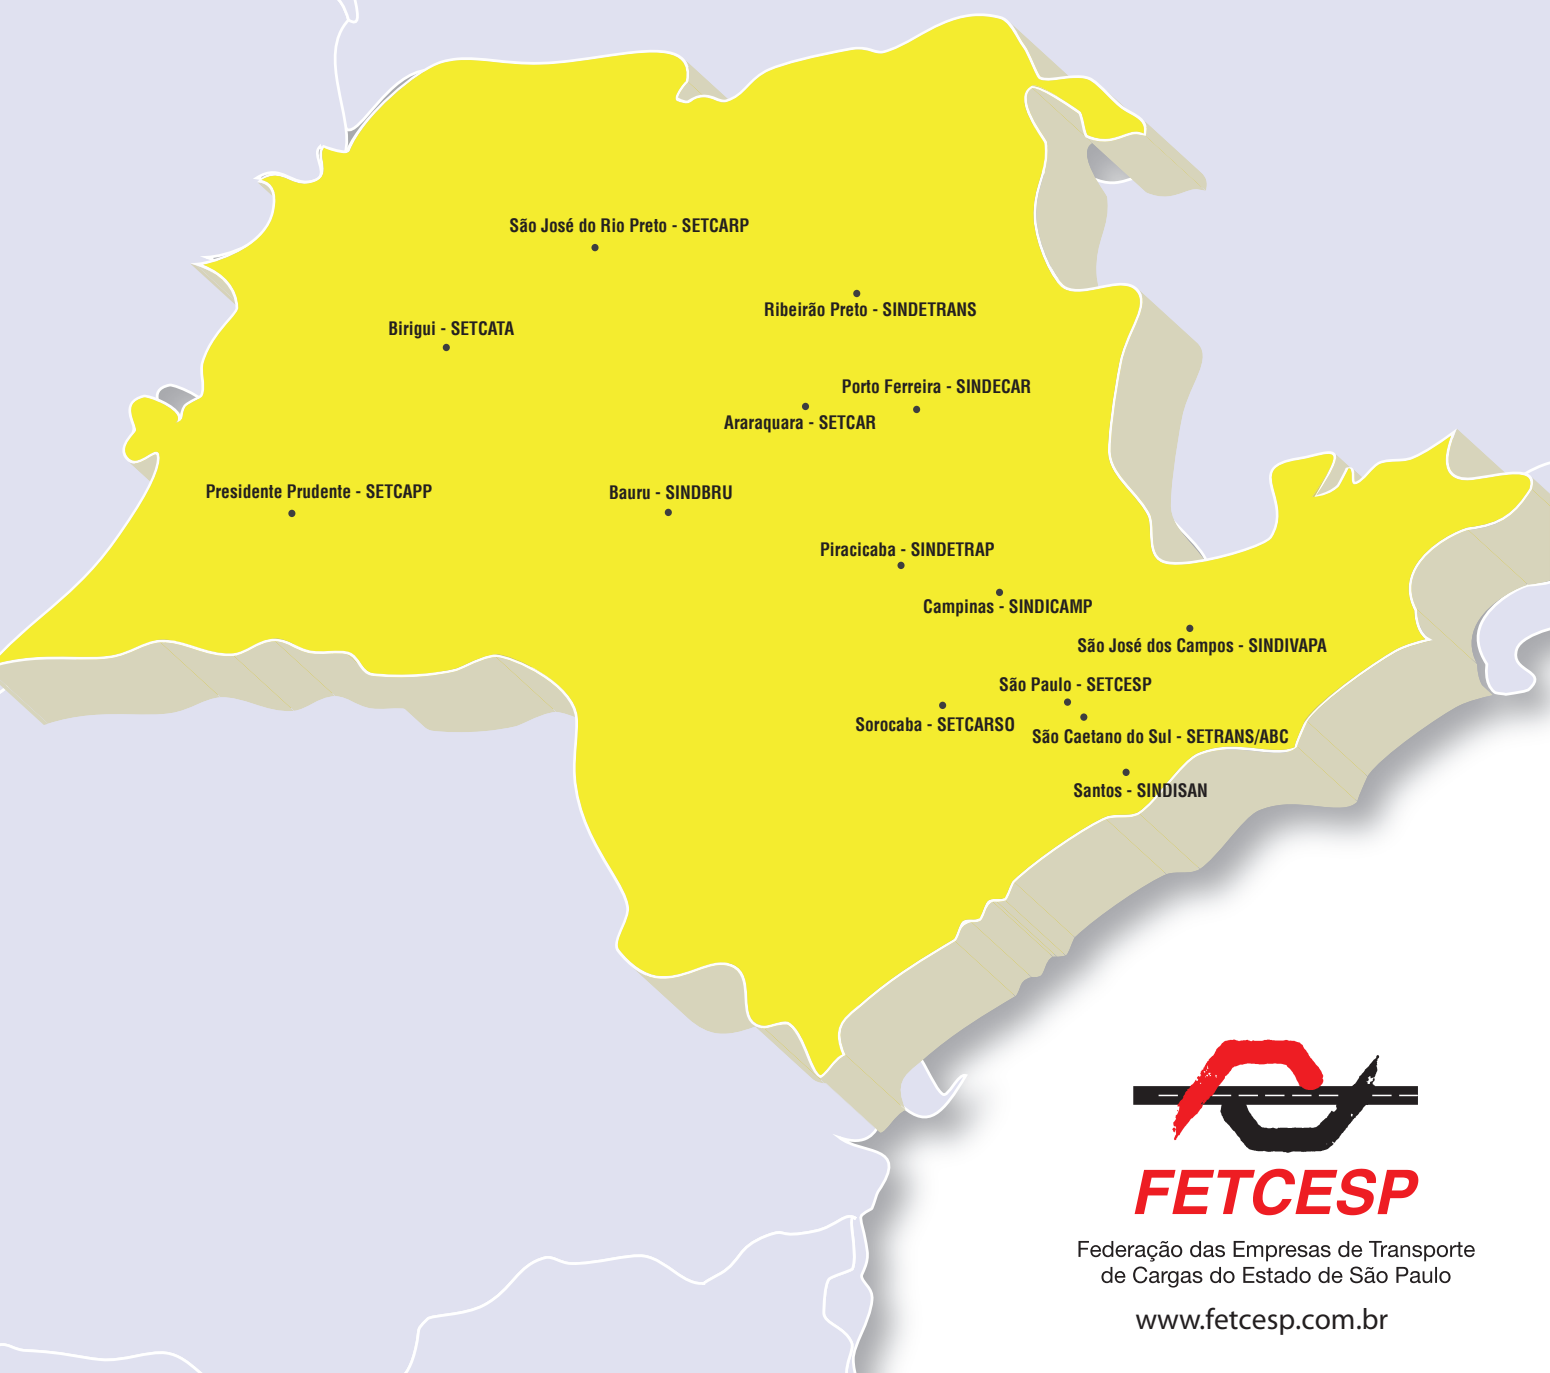 São José do Rio Preto - SETCARP
Ribeirão Preto - SINDETRANS
Birigui - SETCATA
Porto Ferreira - SINDECAR
Araraquara - SETCAR
Presidente Prudente - SETCAPP
Bauru - SINDBRU
Piracicaba - SINDETRAP
Campinas - SINDICAMP
São José dos Campos - SINDIVAPA
São Paulo - SETCESP
Sorocaba - SETCARSO
São Caetano do Sul - SETRANS/ABC
Santos - SINDISAN
FETCESP
Federação das Empresas de Transporte
de Cargas do Estado de São Paulo
www.fetcesp.com.br